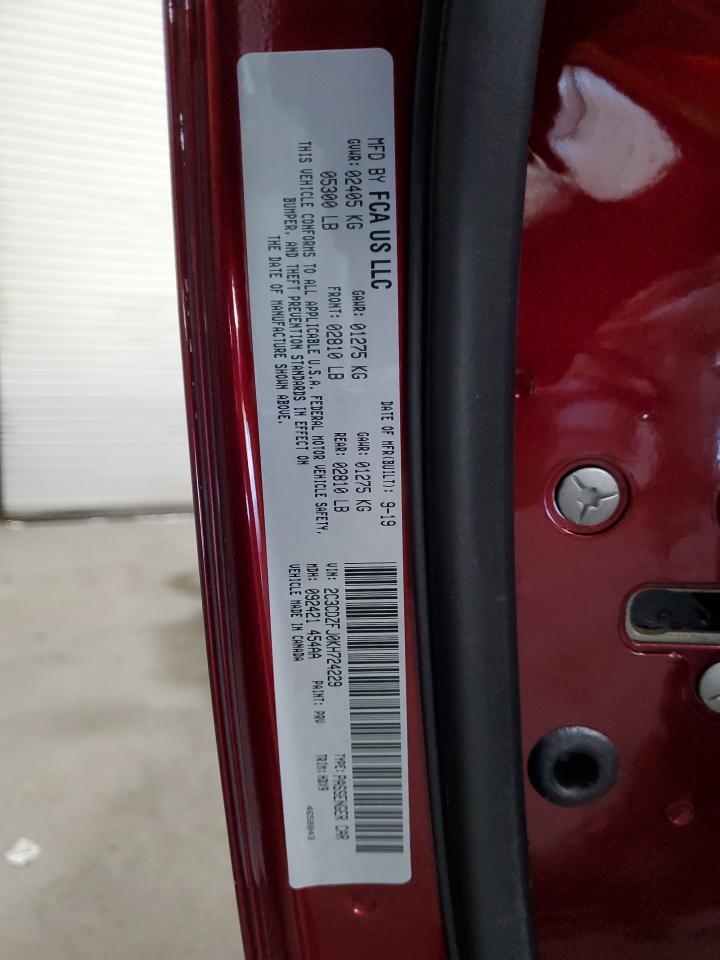 MFD BY FCA US LLC
DATE OF MFR(BUILT): 9-19
GVWR: 02405 KG
GAWR: 01275 KG
GAWR: 01275 KG
05300 LB
FRONT: 02810 LB
REAR: 02810 LB
THIS VEHICLE CONFORMS TO ALL APPLICABLE U.S.A. FEDERAL MOTOR VEHICLE SAFETY,
BUMPER, AND THEFT PREVENTION STANDARDS IN EFFECT ON
THE DATE OF MANUFACTURE SHOWN ABOVE.
VIN: 2C3CDZFJ0KH724229
TYPE: PASSENGER CAR
MDH: 092421 454AA
PAINT: PRV
TRIM: HDX9
VEHICLE MADE IN CANADA